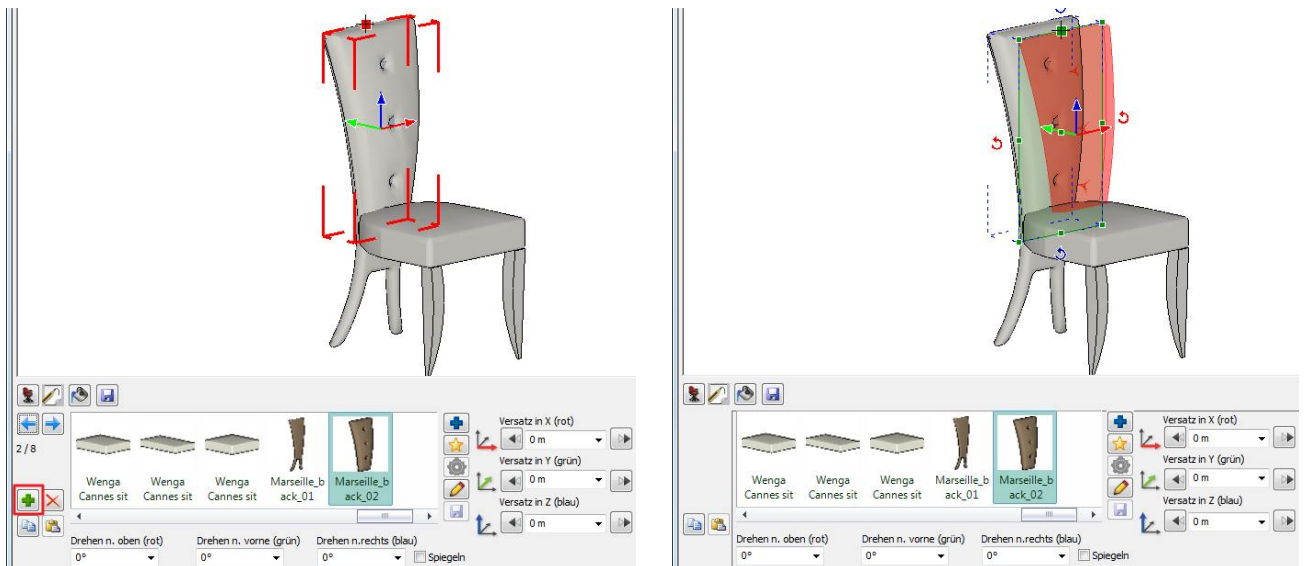 Versatz in X (rot)
0 m
2 / 8
Versatz in Y (grün)
0 m
Wenga
Cannes sit
Wenga
Cannes sit
Wenga
Cannes sit
Marseille_b
ack_01
Marseille_b
ack_02
Versatz in Z (blau)
0 m
Drehen n. oben (rot)
Drehen n. vorne (grün)
Drehen n.rechts (blau)
0°
0°
0°
Spiegeln
Versatz in X (rot)
0 m
Versatz in Y (grün)
0 m
Wenga
Cannes sit
Wenga
Cannes sit
Wenga
Cannes sit
Marseille_b
ack_01
Marseille_b
ack_02
Versatz in Z (blau)
0 m
Drehen n. oben (rot)
Drehen n. vorne (grün)
Drehen n.rechts (blau)
0°
0°
0°
Spiegeln